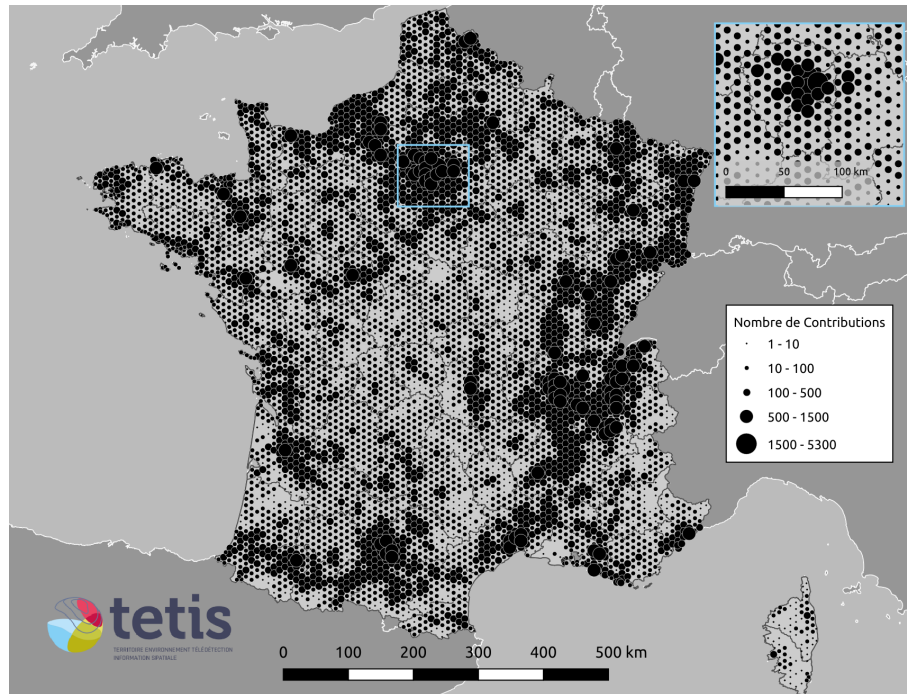 0 50 100 km
Nombre de Contributions
1 - 10
10 - 100
100 - 500
500 - 1500
1500 - 5300
tetis
TERRITOIRE ENVIRONNEMENT TÉLÉDÉTECTION
INFORMATION SPATIALE
0 100 200 300 400 500 km